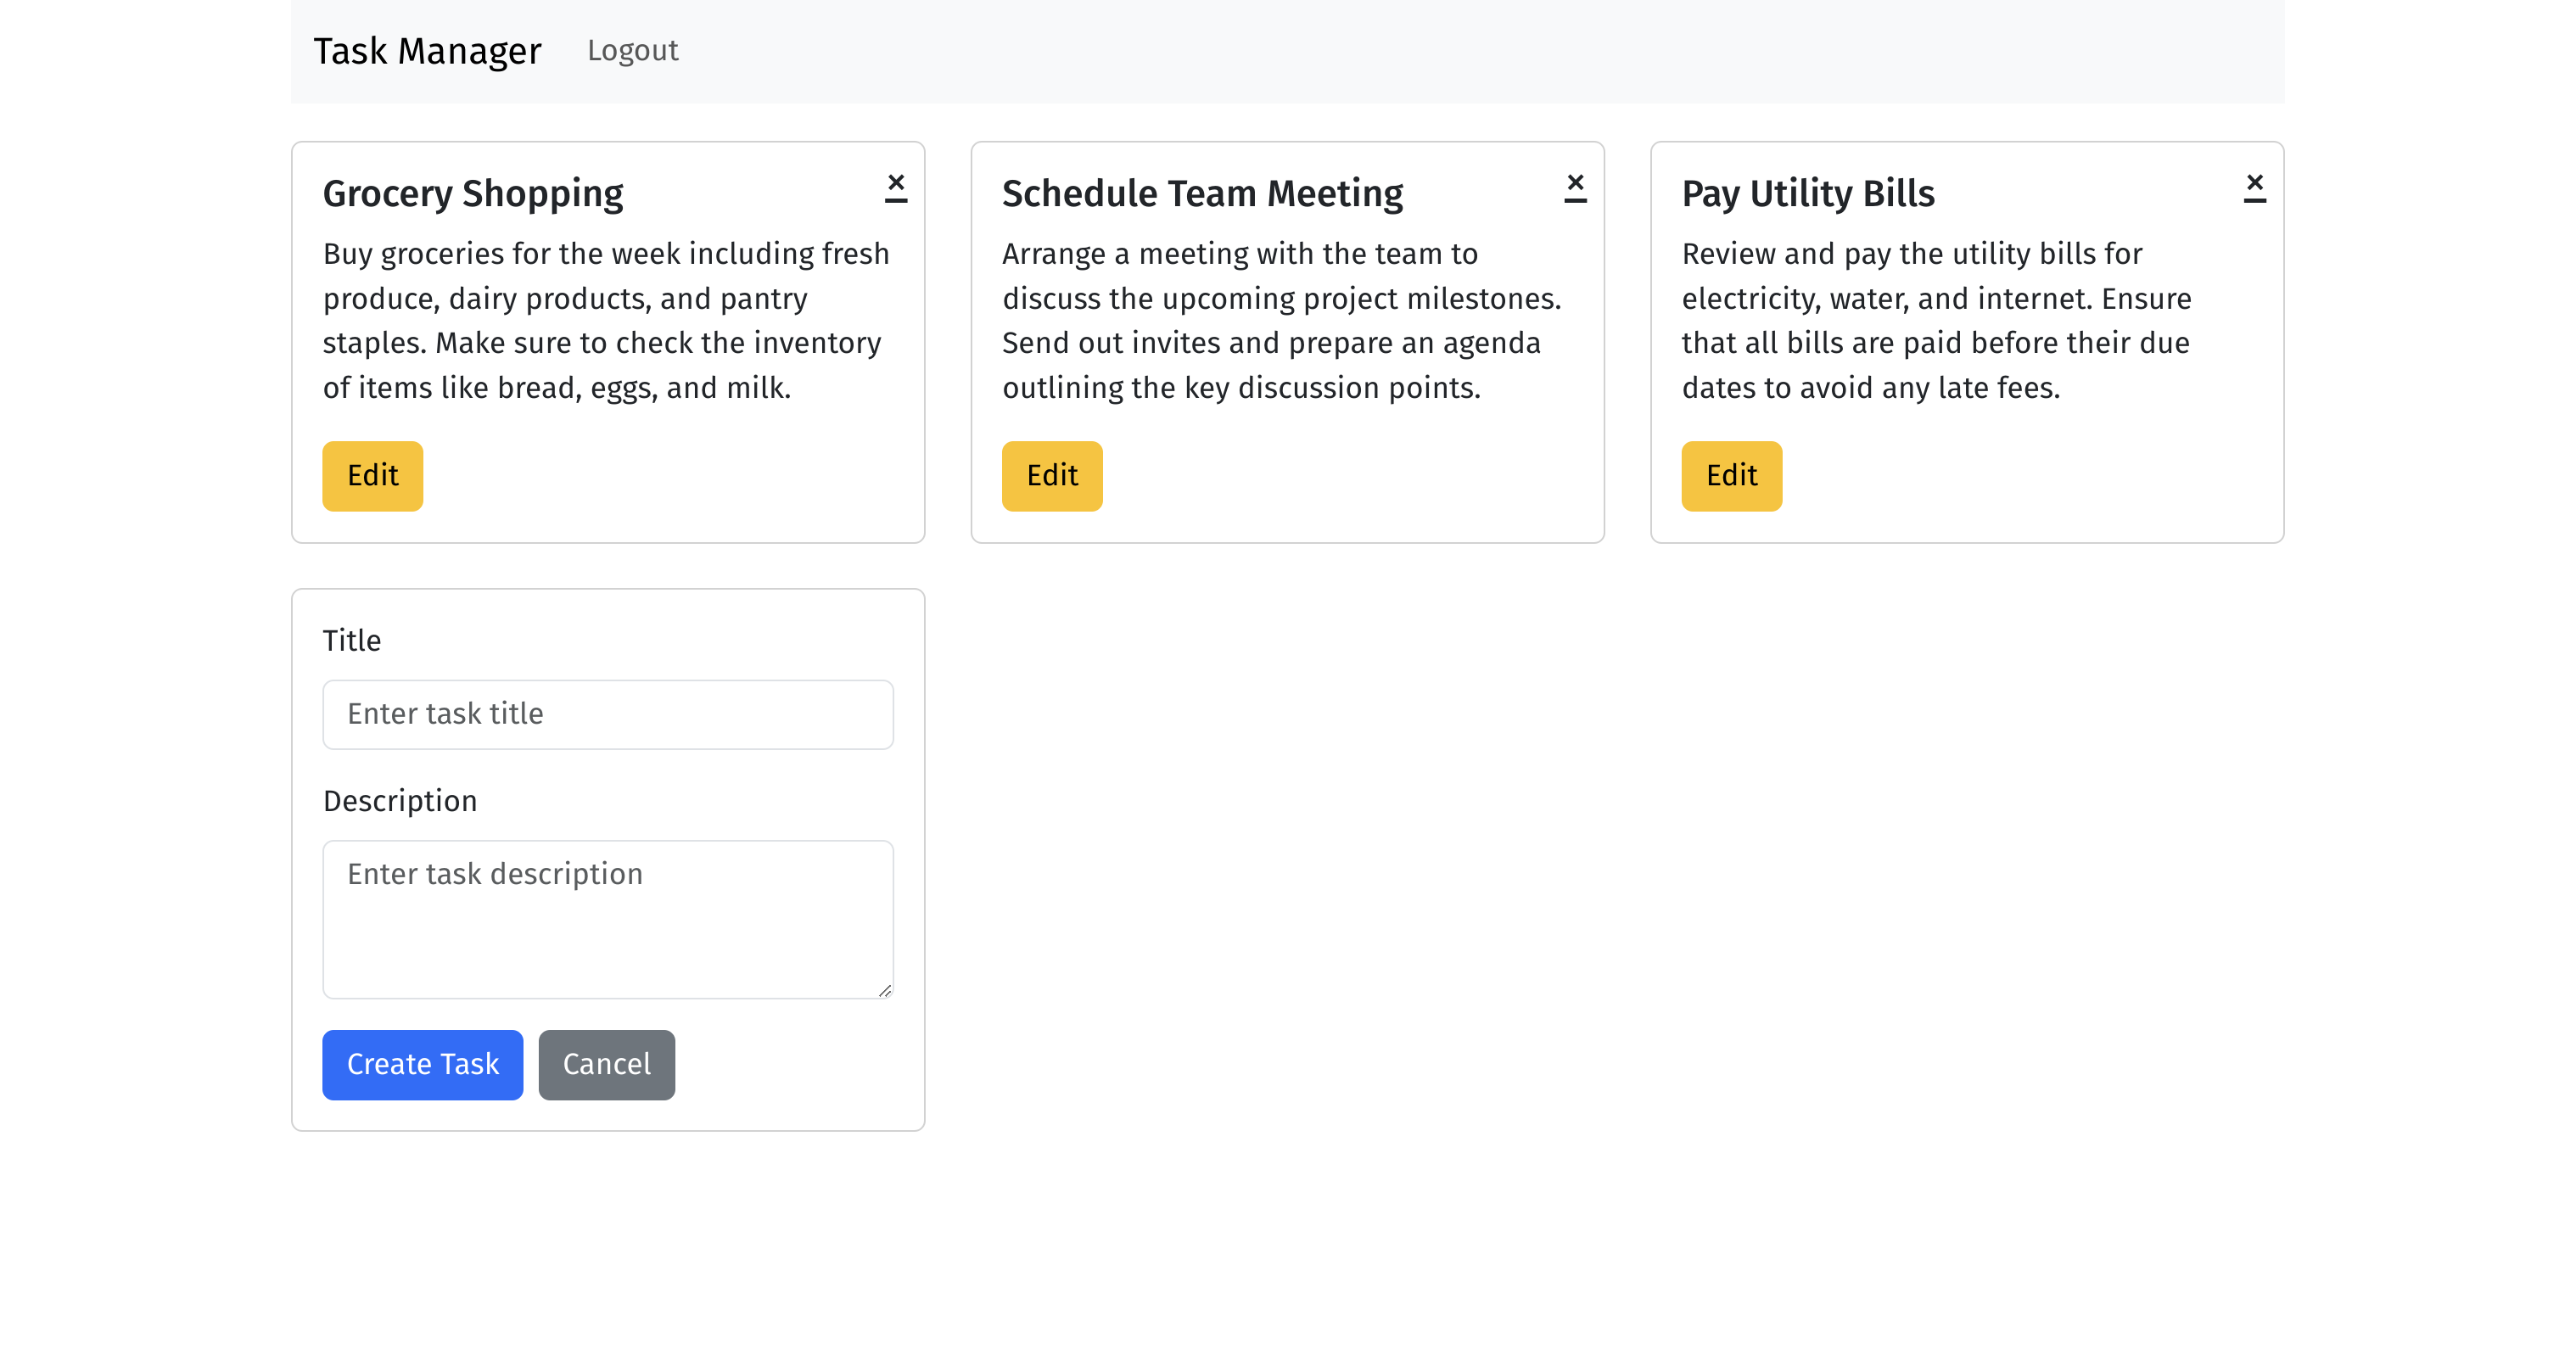 Task Manager Logout
Grocery Shopping ×
Buy groceries for the week including fresh
produce, dairy products, and pantry
staples. Make sure to check the inventory
of items like bread, eggs, and milk.
Edit
Schedule Team Meeting ×
Arrange a meeting with the team to
discuss the upcoming project milestones.
Send out invites and prepare an agenda
outlining the key discussion points.
Edit
Pay Utility Bills ×
Review and pay the utility bills for
electricity, water, and internet. Ensure
that all bills are paid before their due
dates to avoid any late fees.
Edit
Title
Enter task title
Description
Enter task description
Create Task Cancel